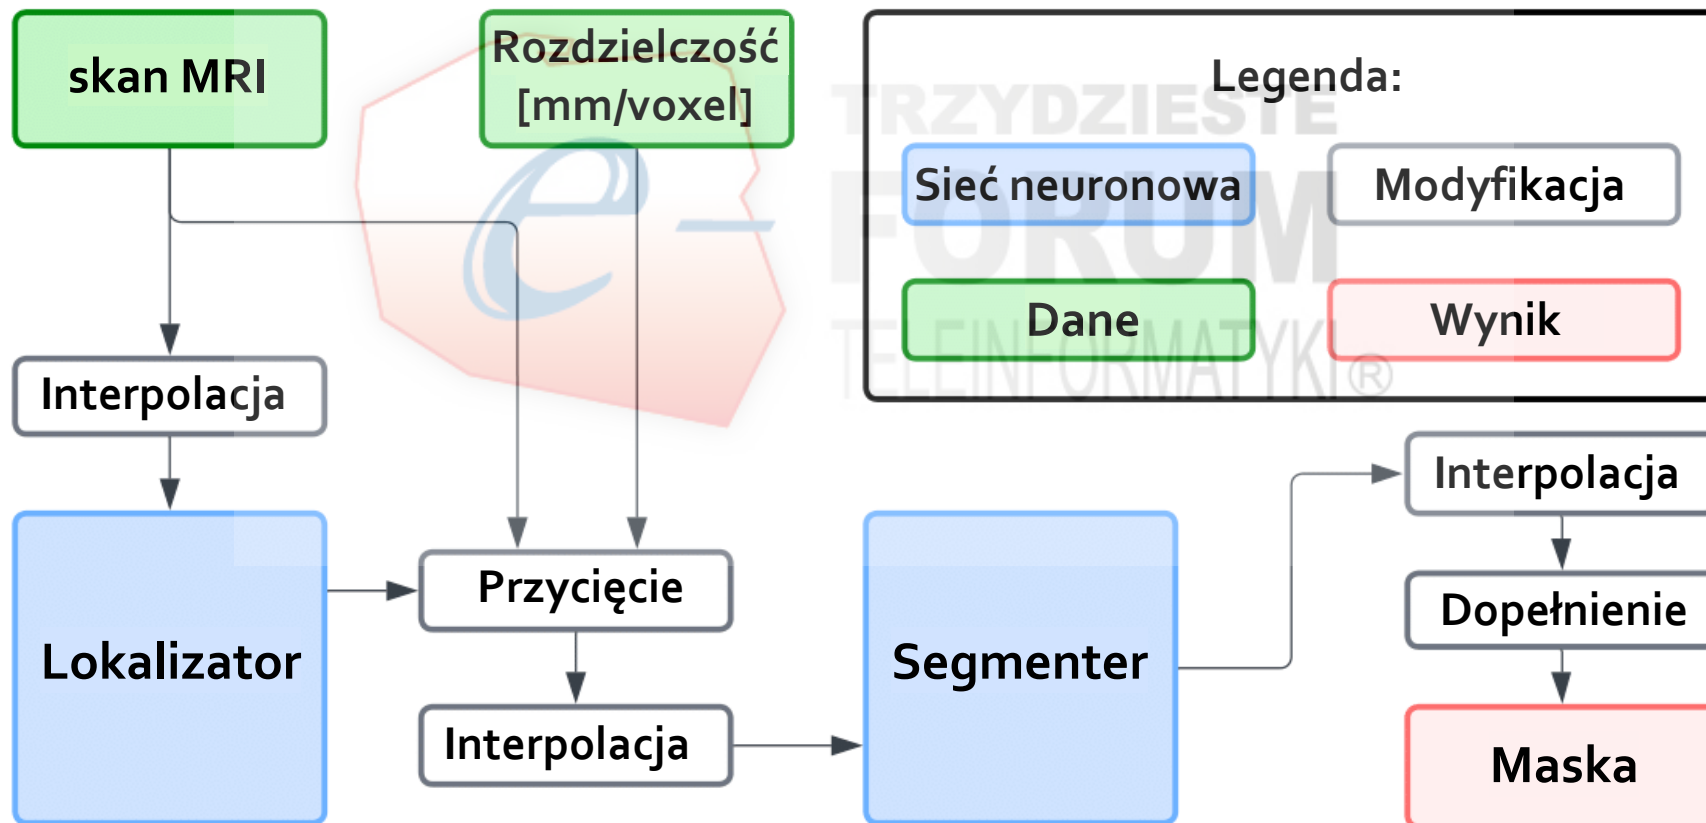 skan MRI
Rozdzielczość
[mm/voxel]
Legenda:
Sieć neuronowa
Modyfikacja
Dane
Wynik
TRZYDZIESTE
e-FORUM
TELEINFORMATYKI ®
Interpolacja
Lokalizator
Przycięcie
Interpolacja
Segmenter
Interpolacja
Dopełnienie
Maska